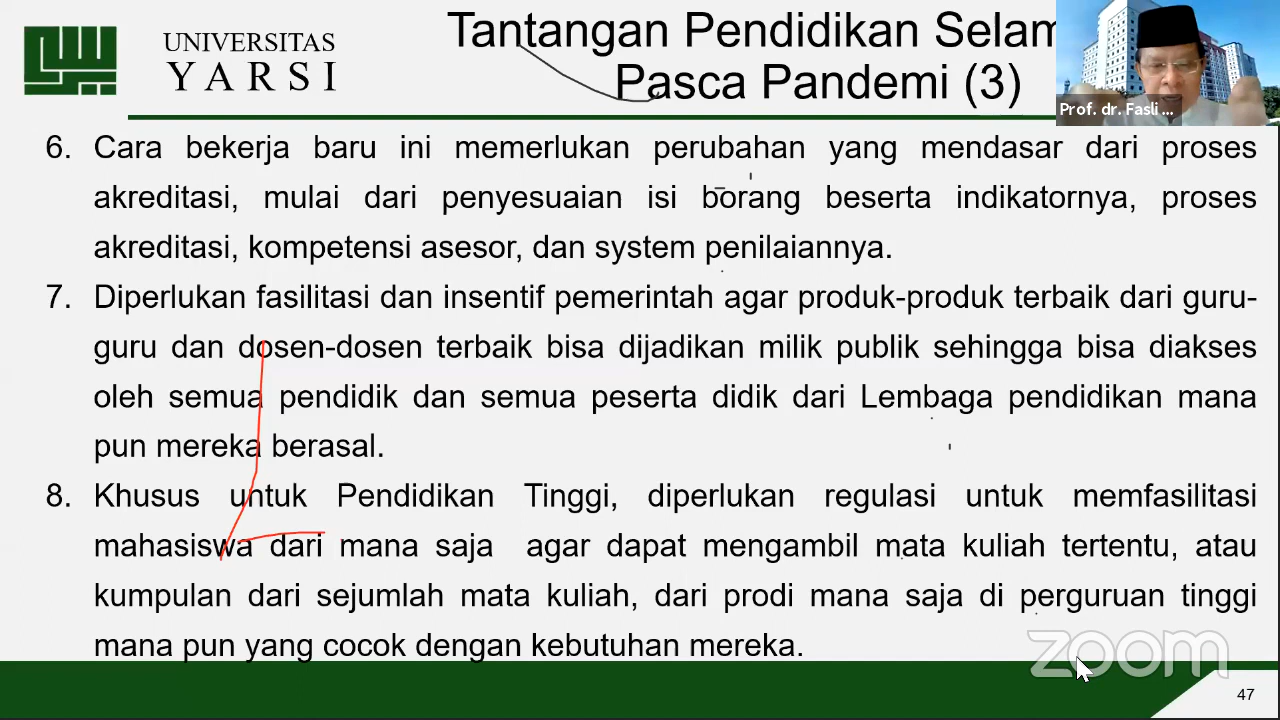 UNIVERSITAS
YARSI
Tantangan Pendidikan Selam
Pasca Pandemi (3)
Prof. dr. Fasli ...
6. Cara bekerja baru ini memerlukan perubahan yang mendasar dari proses
akreditasi, mulai dari penyesuaian isi borang beserta indikatornya, proses
akreditasi, kompetensi asesor, dan system penilaiannya.
7. Diperlukan fasilitasi dan insentif pemerintah agar produk-produk terbaik dari guru-
guru dan dosen-dosen terbaik bisa dijadikan milik publik sehingga bisa diakses
oleh semua pendidik dan semua peserta didik dari Lembaga pendidikan mana
pun mereka berasal.
8. Khusus untuk Pendidikan Tinggi, diperlukan regulasi untuk memfasilitasi
mahasiswa dari mana saja agar dapat mengambil mata kuliah tertentu, atau
kumpulan dari sejumlah mata kuliah, dari prodi mana saja di perguruan tinggi
mana pun yang cocok dengan kebutuhan mereka.
zoom
47